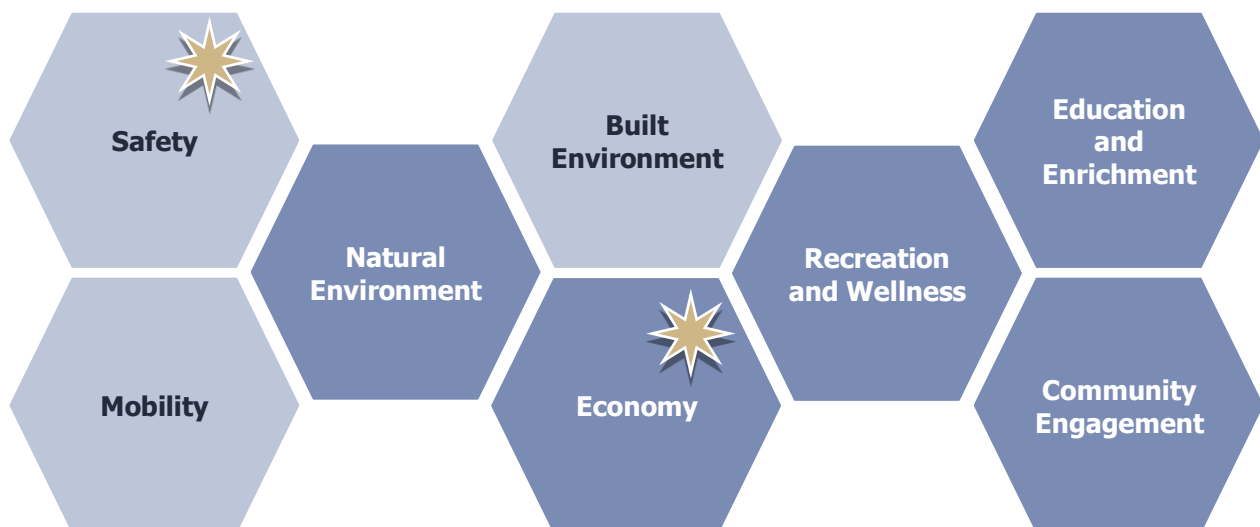 Safety
Built
Environment
Education
and
Enrichment
Natural
Environment
Recreation
and Wellness
Mobility
Economy
Community
Engagement